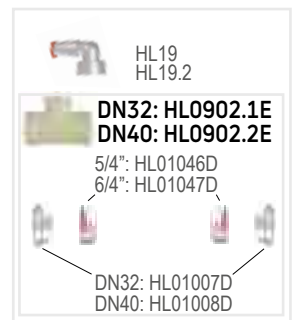 HL19
HL19.2
DN32: HL0902.1E
DN40: HL0902.2E
5/4”: HL01046D
6/4”: HL01047D
DN32: HL01007D
DN40: HL01008D